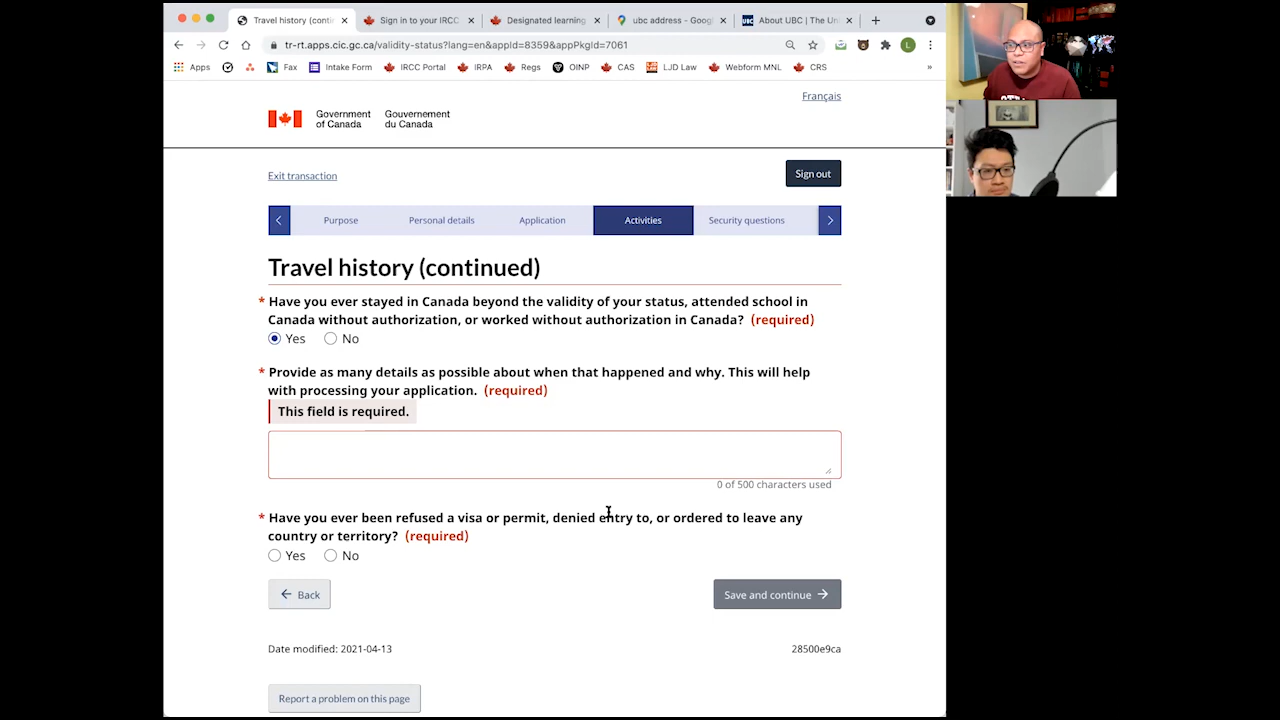 Travel history (conti
Sign in to your IRCC
Designated learning
ubc address - Googl
UBC
About UBC | The Un
tr-rt.apps.cic.gc.ca/validity-status?lang=en&appId=8359&appPkgId=7061
L
Apps
Fax
Intake Form
IRCC Portal
IRPA
Regs
OINP
CAS
LJD Law
Webform MNL
CRS
»
Français
Government of Canada
Gouvernement du Canada
Exit transaction
Sign out
Purpose
Personal details
Application
Activities
Security questions
Travel history (continued)
* Have you ever stayed in Canada beyond the validity of your status, attended school in
Canada without authorization, or worked without authorization in Canada? (required)
Yes No
* Provide as many details as possible about when that happened and why. This will help
with processing your application. (required)
This field is required.
0 of 500 characters used
* Have you ever been refused a visa or permit, denied entry to, or ordered to leave any
country or territory? (required)
Yes No
Back
Save and continue
Date modified: 2021-04-13
28500e9ca
Report a problem on this page